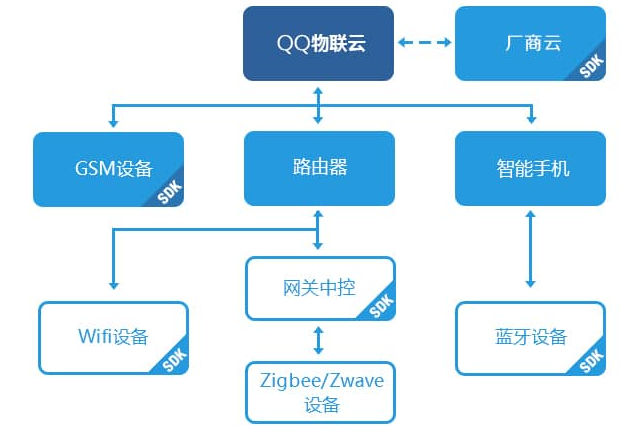 QQ物联云
厂商云
SDK
GSM设备
SDK
路由器
智能手机
网关中控
SDK
Wifi设备
SDK
蓝牙设备
SDK
Zigbee/Zwave
设备